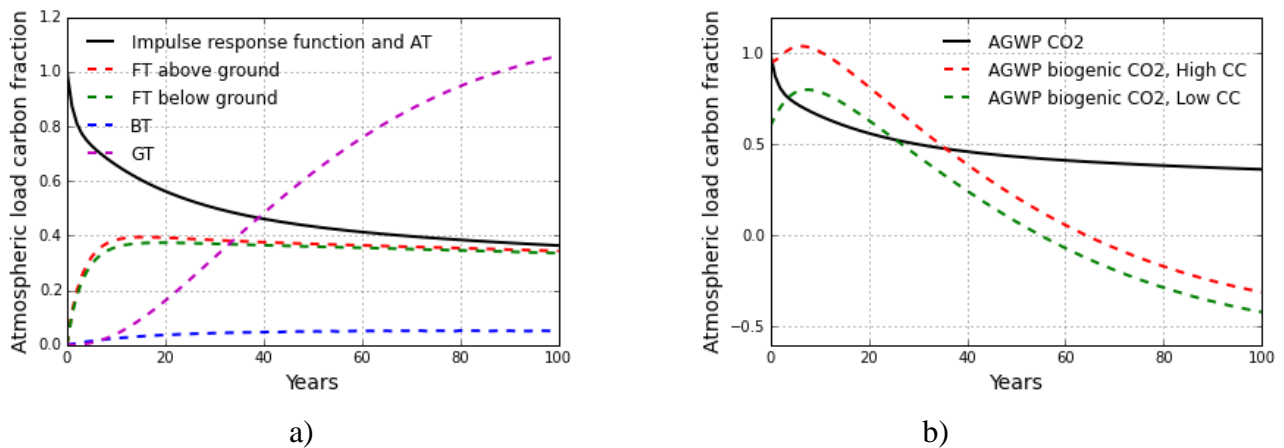 1.2
1.0
0.8
0.6
0.4
0.2
0.0
Atmospheric load carbon fraction
Impulse response function and AT
FT above ground
FT below ground
BT
GT
0 20 40 60 80 100
Years
a)
1.0
0.5
0.0
−0.5
Atmospheric load carbon fraction
AGWP CO2
AGWP biogenic CO2, High CC
AGWP biogenic CO2, Low CC
0 20 40 60 80 100
Years
b)